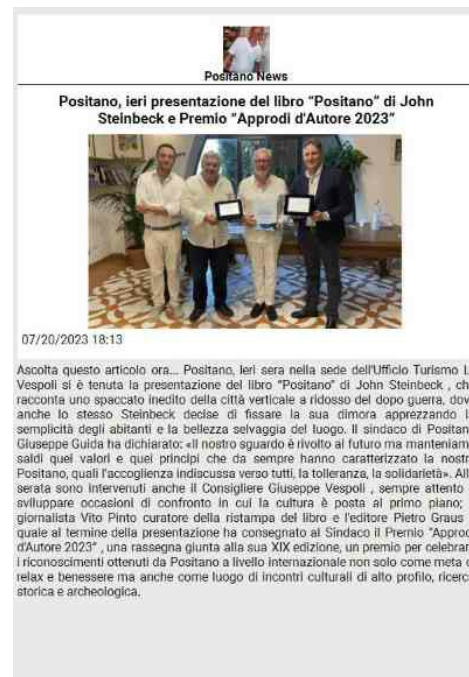 Positano News
Positano, ieri presentazione del libro "Positano" di John
Steinbeck e Premio "Approdi d'Autore 2023"
07/20/2023 18:13
Ascolta questo articolo ora... Positano, Ieri sera nella sede dell'Ufficio Turismo L
Vespoli si è tenuta la presentazione del libro "Positano" di John Steinbeck , ch
racconta uno spaccato inedito della città verticale a ridosso del dopo guerra, dov
anche lo stesso Steinbeck decise di fissare la sua dimora apprezzando l
semplicità degli abitanti e la bellezza selvaggia del luogo. Il sindaco di Positan
Giuseppe Guida ha dichiarato: «Il nostro sguardo è rivolto al futuro ma manteniam
saldi quei valori e quei principi che da sempre hanno caratterizzato la nostr
Positano, quali l'accoglienza indiscussa verso tutti, la tolleranza, la solidarietà». All
serata sono intervenuti anche il Consigliere Giuseppe Vespoli , sempre attento
sviluppare occasioni di confronto in cui la cultura è posta al primo piano;
giornalista Vito Pinto curatore della ristampa del libro e l'editore Pietro Graus
quale al termine della presentazione ha consegnato al Sindaco il Premio "Approd
d'Autore 2023" , una rassegna giunta alla sua XIX edizione, un premio per celebrar
i riconoscimenti ottenuti da Positano a livello internazionale non solo come meta d
relax e benessere ma anche come luogo di incontri culturali di alto profilo, ricerc
storica e archeologica.